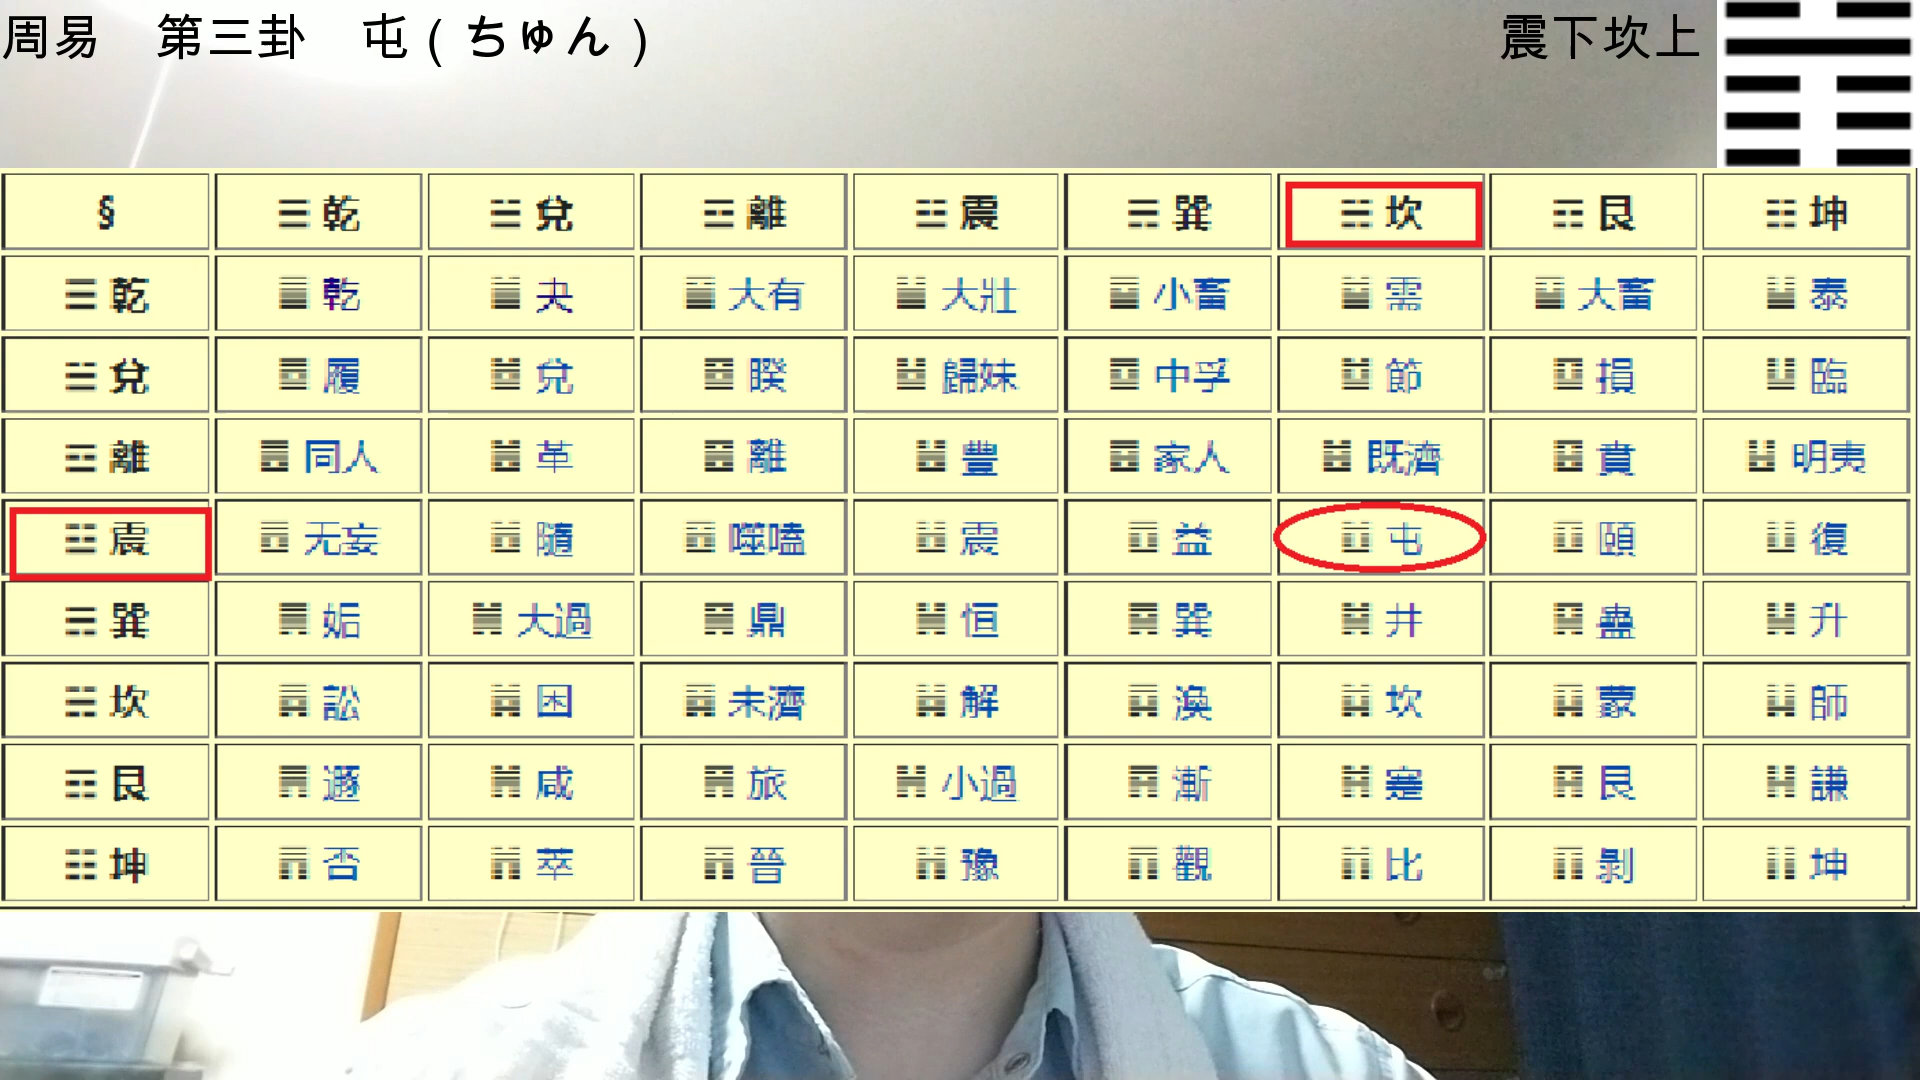 周易　第三卦　屯（ちゅん）
震下坎上
§ ☰乾 ☱兌 ☲離 ☳震 ☴巽 ☵坎 ☶艮 ☷坤
☰乾 ䷀乾 ䷪夬 ䷍大有 ䷡大壯 ䷈小畜 ䷄需 ䷙大畜 ䷊泰
☱兌 ䷉履 ䷹兌 ䷥睽 ䷵歸妹 ䷼中孚 ䷻節 ䷨損 ䷒臨
☲離 ䷌同人 ䷰革 ䷝離 ䷶豐 ䷤家人 ䷾既濟 ䷕賁 ䷣明夷
☳震 ䷘无妄 ䷐隨 ䷔噬嗑 ䷲震 ䷩益 ䷂屯 ䷚頤 ䷗復
☴巽 ䷫姤 ䷛大過 ䷱鼎 ䷟恒 ䷸巽 ䷯井 ䷑蠱 ䷭升
☵坎 ䷅訟 ䷮困 ䷿未濟 ䷧解 ䷺渙 ䷜坎 ䷃蒙 ䷆師
☶艮 ䷠遯 ䷞咸 ䷷旅 ䷽小過 ䷴漸 ䷦蹇 ䷳艮 ䷎謙
☷坤 ䷋否 ䷬萃 ䷢晉 ䷏豫 ䷓觀 ䷇比 ䷖剝 ䷁坤